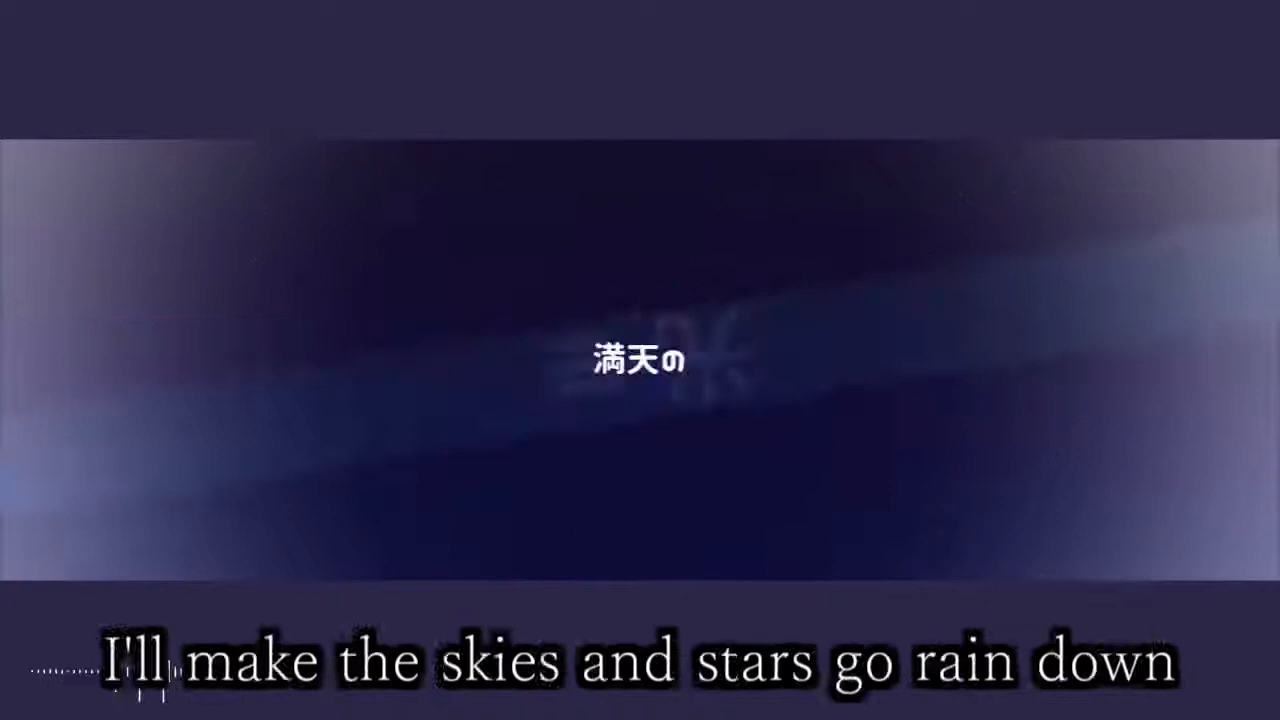 満天の
I'll make the skies and stars go rain down